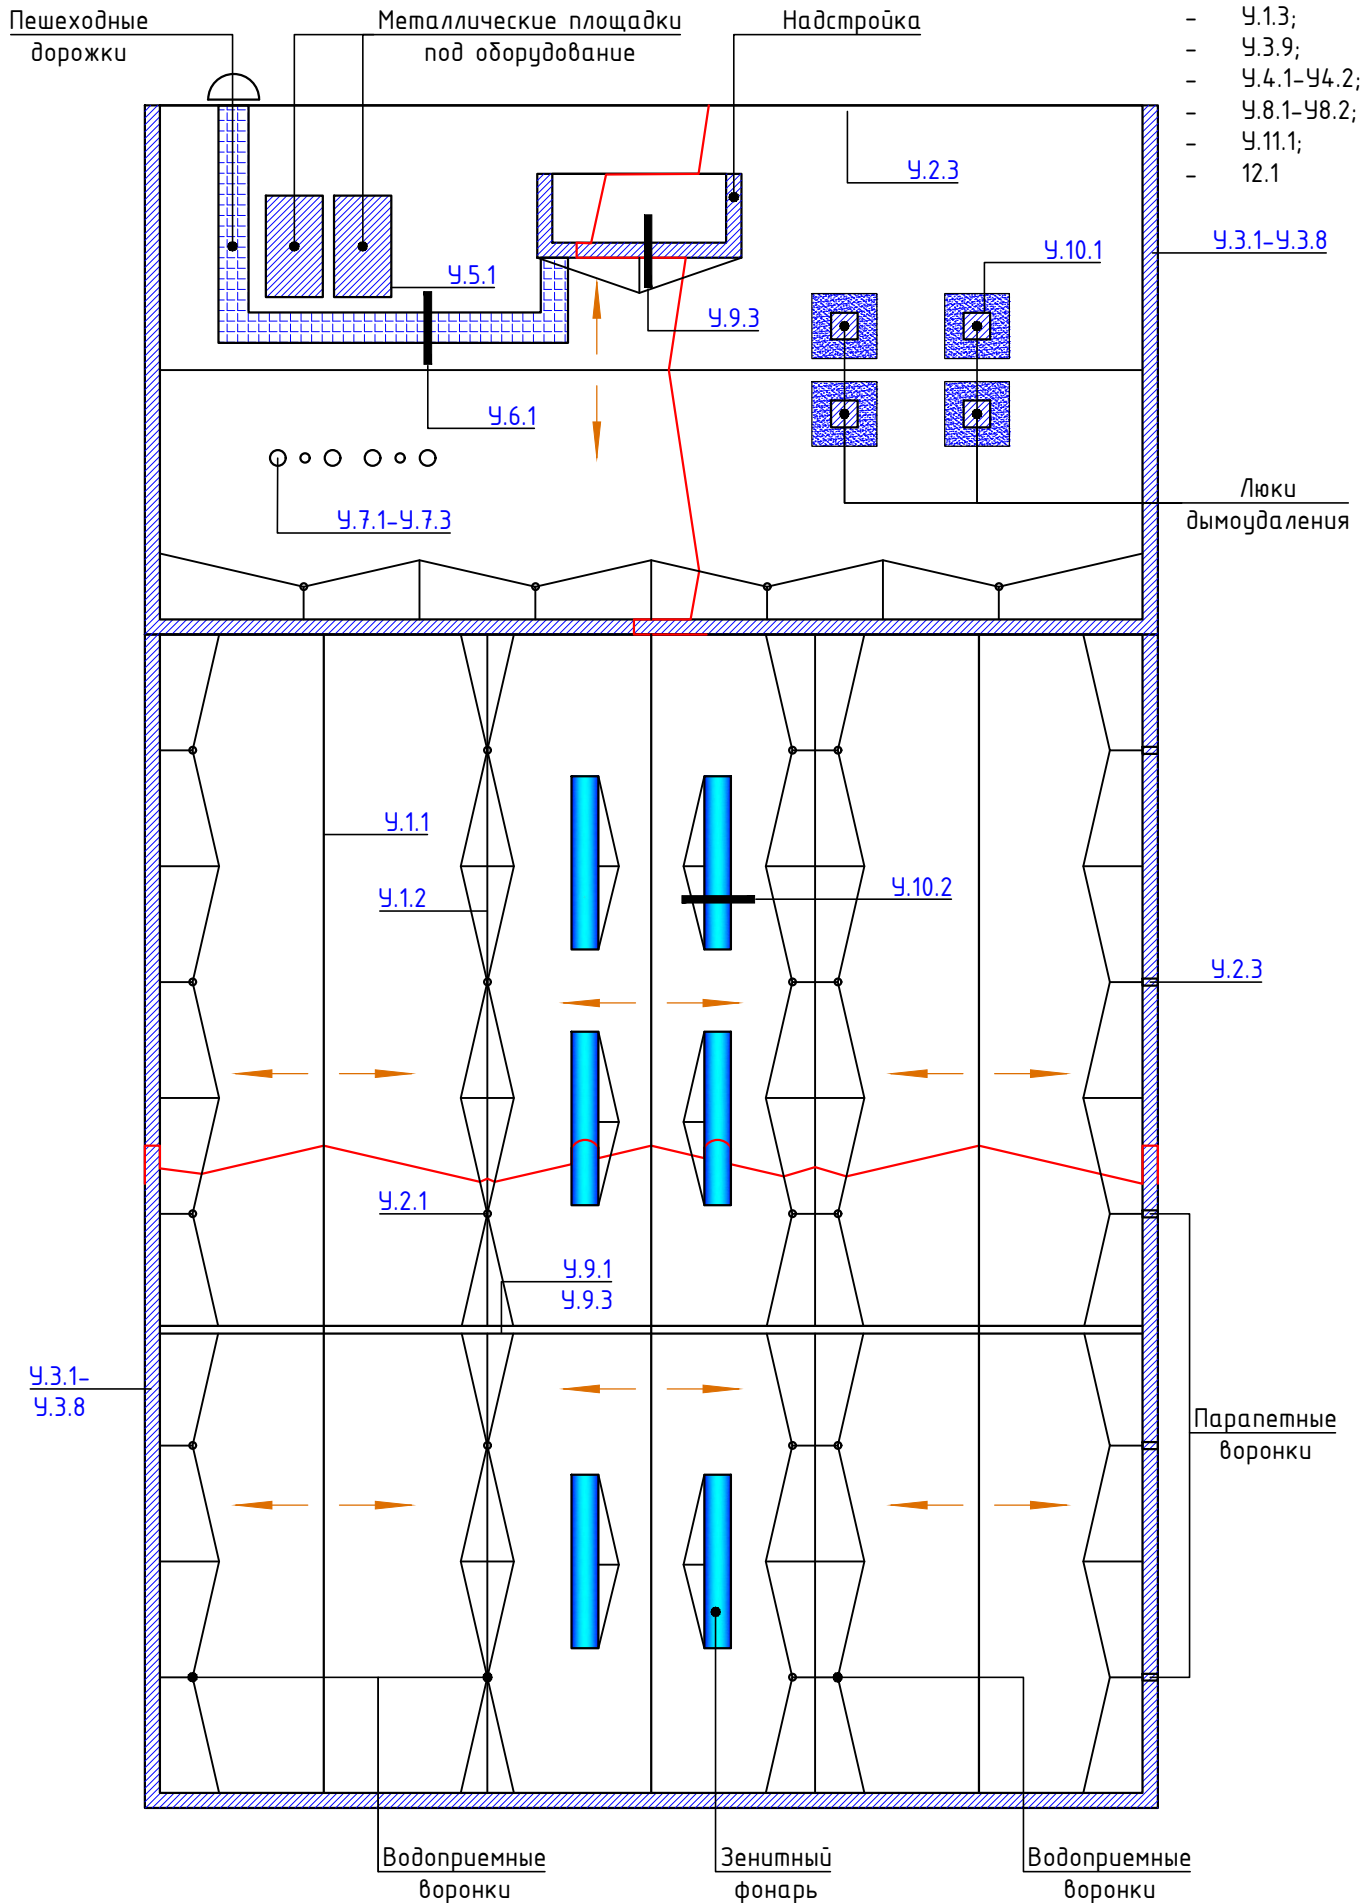 Пешеходные
дорожки
Металлические площадки
под оборудование
Надстройка
- У.1.3;
- У.3.9;
- У.4.1-У4.2;
- У.8.1-У8.2;
- У.11.1;
- 12.1
У.2.3
У.3.1-У.3.8
У.10.1
У.5.1
У.9.3
У.6.1
У.7.1-У.7.3
Люки
дымоудаления
У.1.1
У.1.2
У.10.2
У.2.3
У.2.1
У.9.1
У.9.3
У.3.1-
У.3.8
Парапетные
воронки
Водоприемные
воронки
Зенитный
фонарь
Водоприемные
воронки